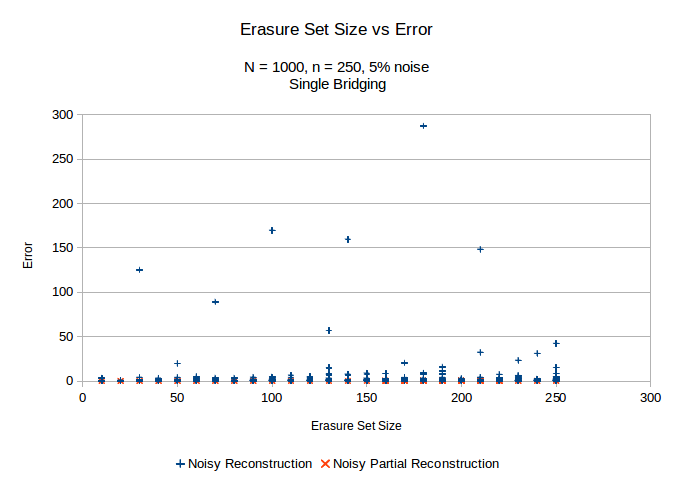 Erasure Set Size vs Error
N = 1000, n = 250, 5% noise
Single Bridging
300
250
200
150
100
50
0
Error
0 50 100 150 200 250 300
Erasure Set Size
Noisy Reconstruction Noisy Partial Reconstruction